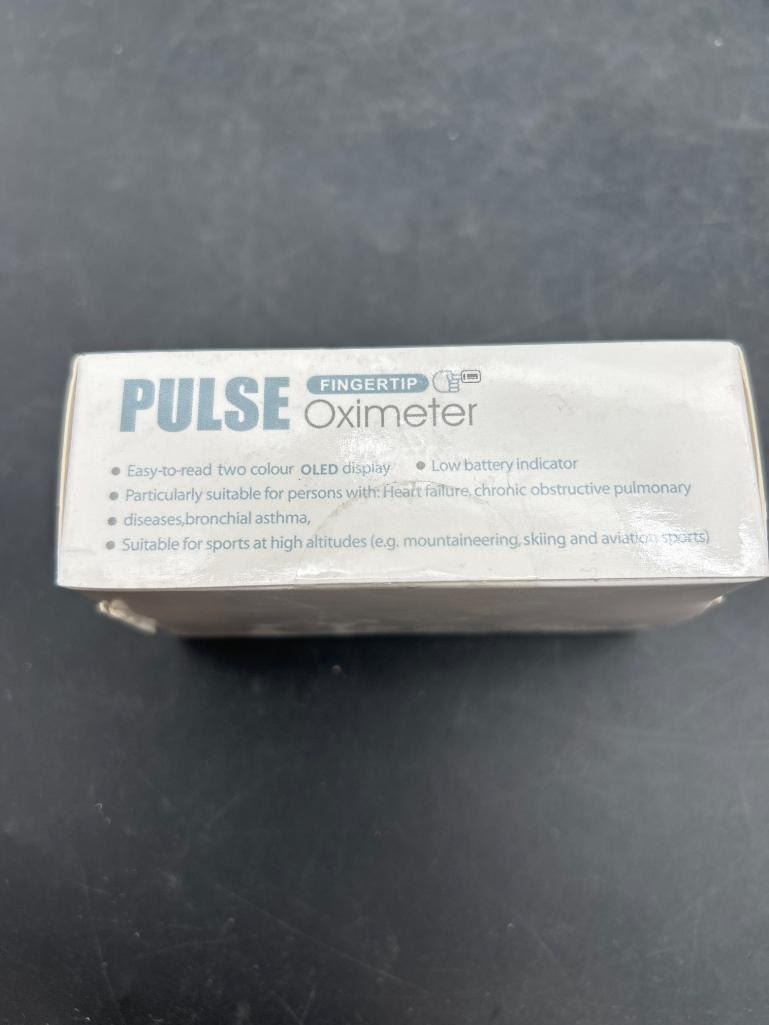 PULSE FINGERTIP
Oximeter
● Easy-to-read two colour OLED display ● Low battery indicator
● Particularly suitable for persons with: Heart failure, chronic obstructive pulmonary
● diseases,bronchial asthma,
● Suitable for sports at high altitudes (e.g. mountaineering, skiing and aviation sports)